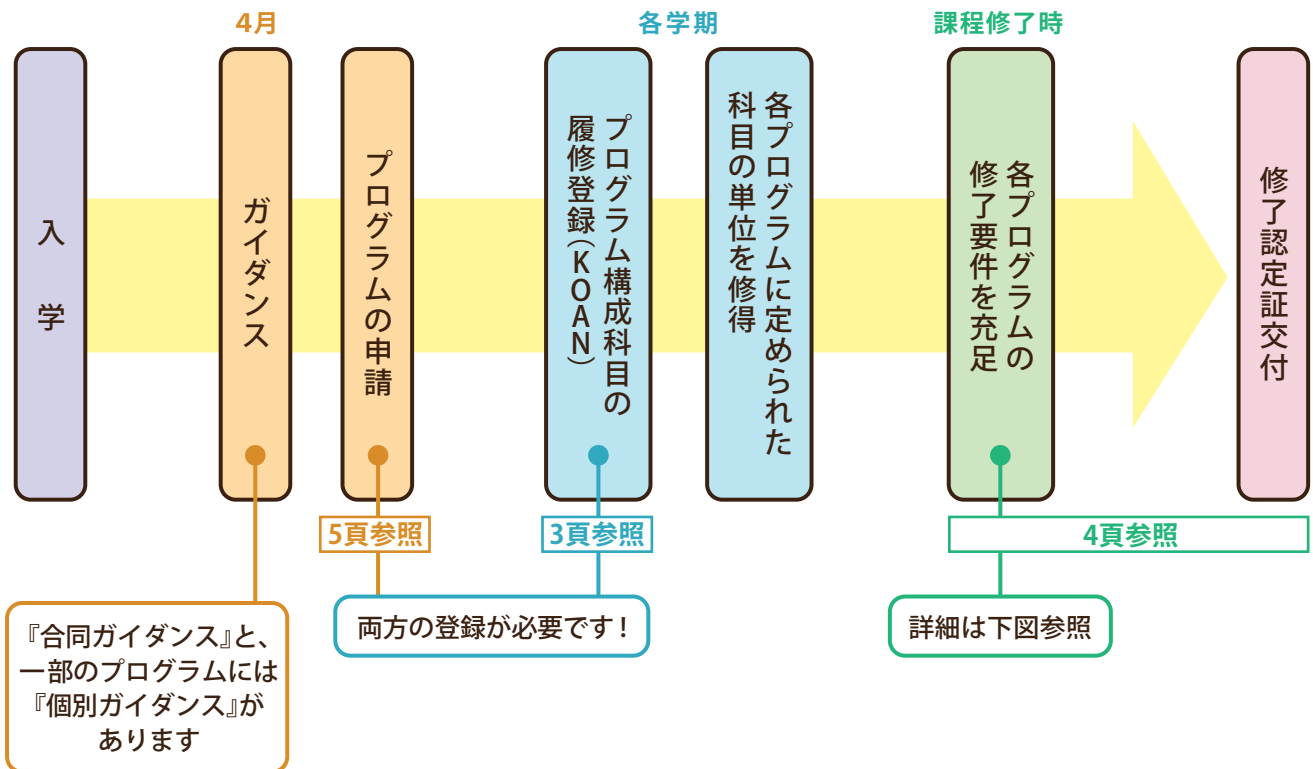 4月
各学期
課程修了時
入学
ガイダンス
プログラムの申請
プログラム構成科目の
履修登録(KOAN)
各プログラムに定められた
科目の単位を修得
各プログラムの
修了要件を充足
修了認定証交付
5頁参照
3頁参照
4頁参照
『合同ガイダンス』と、
一部のプログラムには
『個別ガイダンス』が
あります
両方の登録が必要です!
詳細は下図参照